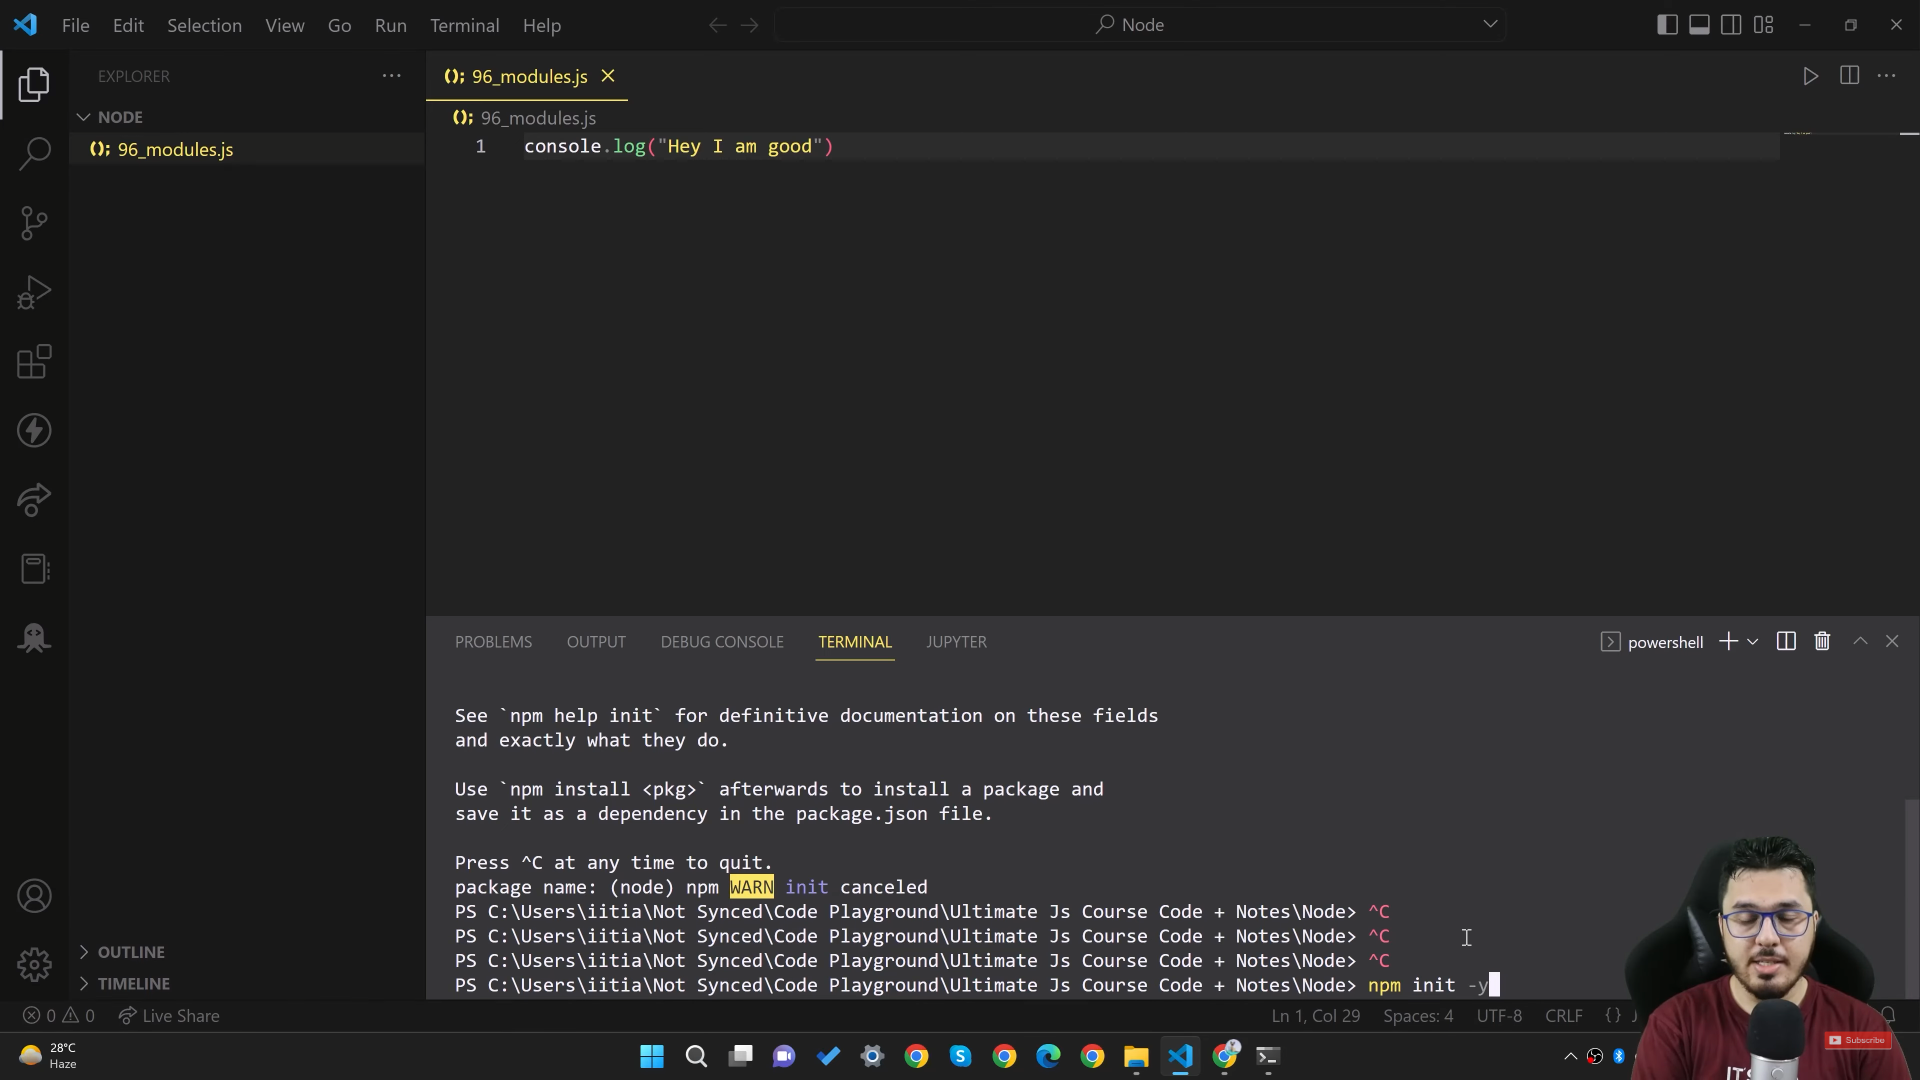 File Edit Selection View Go Run Terminal Help
Node
EXPLORER
NODE
96_modules.js
96_modules.js
96_modules.js
1 console.log("Hey I am good")
PROBLEMS OUTPUT DEBUG CONSOLE TERMINAL JUPYTER
powershell
See `npm help init` for definitive documentation on these fields
and exactly what they do.
Use `npm install <pkg>` afterwards to install a package and
save it as a dependency in the package.json file.
Press ^C at any time to quit.
package name: (node) npm WARN init canceled
PS C:\Users\iitia\Not Synced\Code Playground\Ultimate Js Course Code + Notes\Node> ^C
PS C:\Users\iitia\Not Synced\Code Playground\Ultimate Js Course Code + Notes\Node> ^C
PS C:\Users\iitia\Not Synced\Code Playground\Ultimate Js Course Code + Notes\Node> ^C
PS C:\Users\iitia\Not Synced\Code Playground\Ultimate Js Course Code + Notes\Node> npm init -y
OUTLINE
TIMELINE
0 0 Live Share
Ln 1, Col 29 Spaces: 4 UTF-8 CRLF {}
28°C
Haze
Subscribe
IT'S